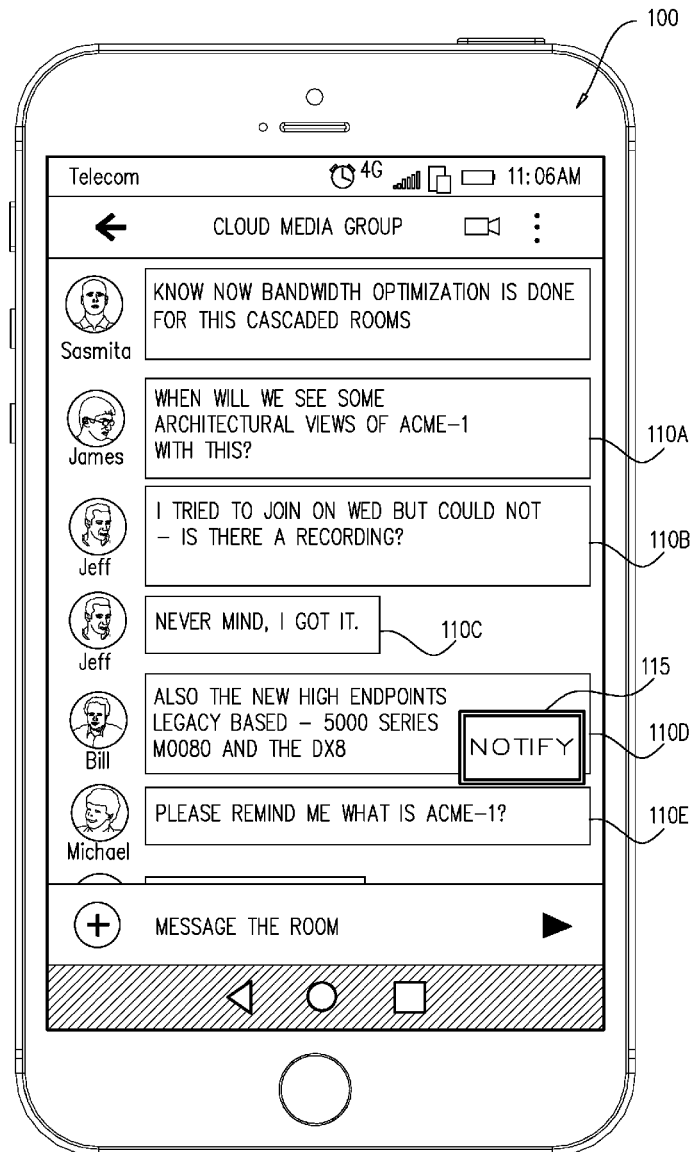 100
Telecom 4G 11:06AM
CLOUD MEDIA GROUP
KNOW NOW BANDWIDTH OPTIMIZATION IS DONE
FOR THIS CASCADED ROOMS
Sasmita
WHEN WILL WE SEE SOME
ARCHITECTURAL VIEWS OF ACME-1
WITH THIS?
James
110A
I TRIED TO JOIN ON WED BUT COULD NOT
- IS THERE A RECORDING?
Jeff
110B
NEVER MIND, I GOT IT.
Jeff
110C
115
ALSO THE NEW HIGH ENDPOINTS
LEGACY BASED - 5000 SERIES
M0080 AND THE DX8
Bill
NOTIFY
110D
PLEASE REMIND ME WHAT IS ACME-1?
Michael
110E
MESSAGE THE ROOM